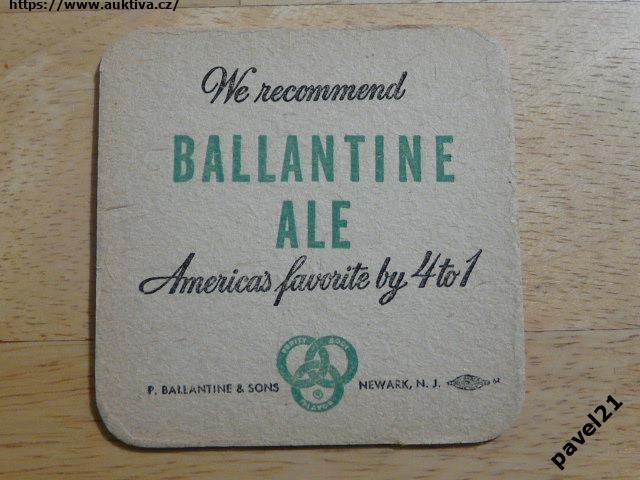 https://www.auktiva.cz/
We recommend
BALLANTINE
ALE
America's favorite by 4 to 1
PURITY BODY
FLAVOR
P. BALLANTINE & SONS NEWARK, N. J. 62
pavel21